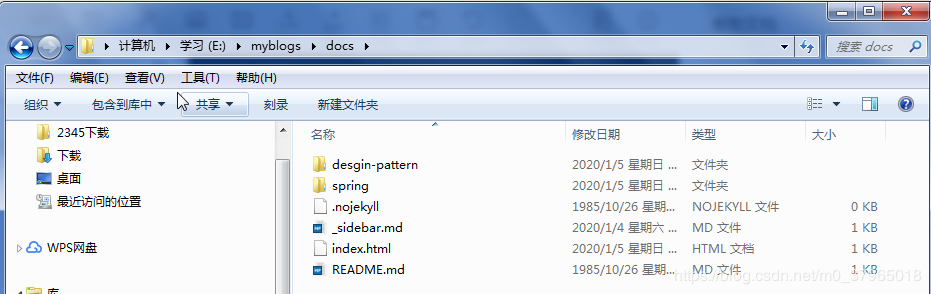 计算机 学习 (E:) myblogs docs
搜索 docs
文件(F) 编辑(E) 查看(V) 工具(T) 帮助(H)
组织 包含到库中 共享 刻录 新建文件夹
2345下载
下载
桌面
最近访问的位置
WPS网盘
库
名称 修改日期 类型 大小
desgin-pattern 2020/1/5 星期日 ... 文件夹
spring 2020/1/5 星期日 ... 文件夹
.nojekyll 1985/10/26 星期... NOJEKYLL 文件 0 KB
_sidebar.md 2020/1/4 星期六 ... MD 文件 1 KB
index.html 2020/1/5 星期日 ... HTML 文档 1 KB
README.md 1985/10/26 星期... MD 文件 1 KB
https://blog.csdn.net/m0_37965018